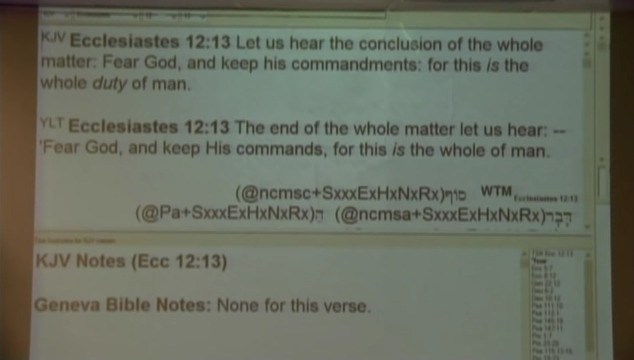 KJV Ecclesiastes 12:13 Let us hear the conclusion of the whole
matter: Fear God, and keep his commandments: for this is the
whole duty of man.
YLT Ecclesiastes 12:13 The end of the whole matter let us hear: --
'Fear God, and keep His commands, for this is the whole of man.
WTM Ecclesiastes 12:13 סוֹף(@ncmsc+SxxxExHxNxRx)
דָּבָר(@ncmsa+SxxxExHxNxRx) הַ(@Pa+SxxxExHxNxRx)
KJV Notes (Ecc 12:13)
Geneva Bible Notes: None for this verse.